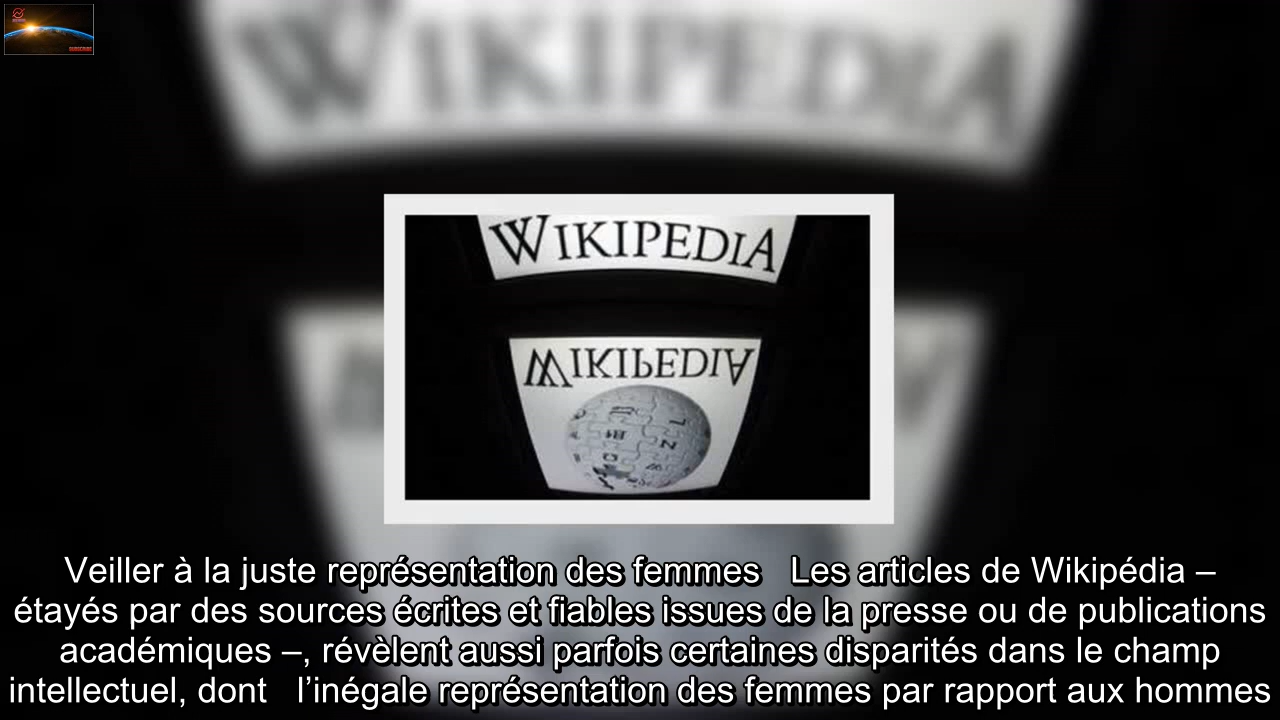 WIKIPEDIA
WIKIPEDIA
WIKIPEDIA
Veiller à la juste représentation des femmes   Les articles de Wikipédia –
étayés par des sources écrites et fiables issues de la presse ou de publications
académiques –, révèlent aussi parfois certaines disparités dans le champ
intellectuel, dont   l’inégale représentation des femmes par rapport aux hommes